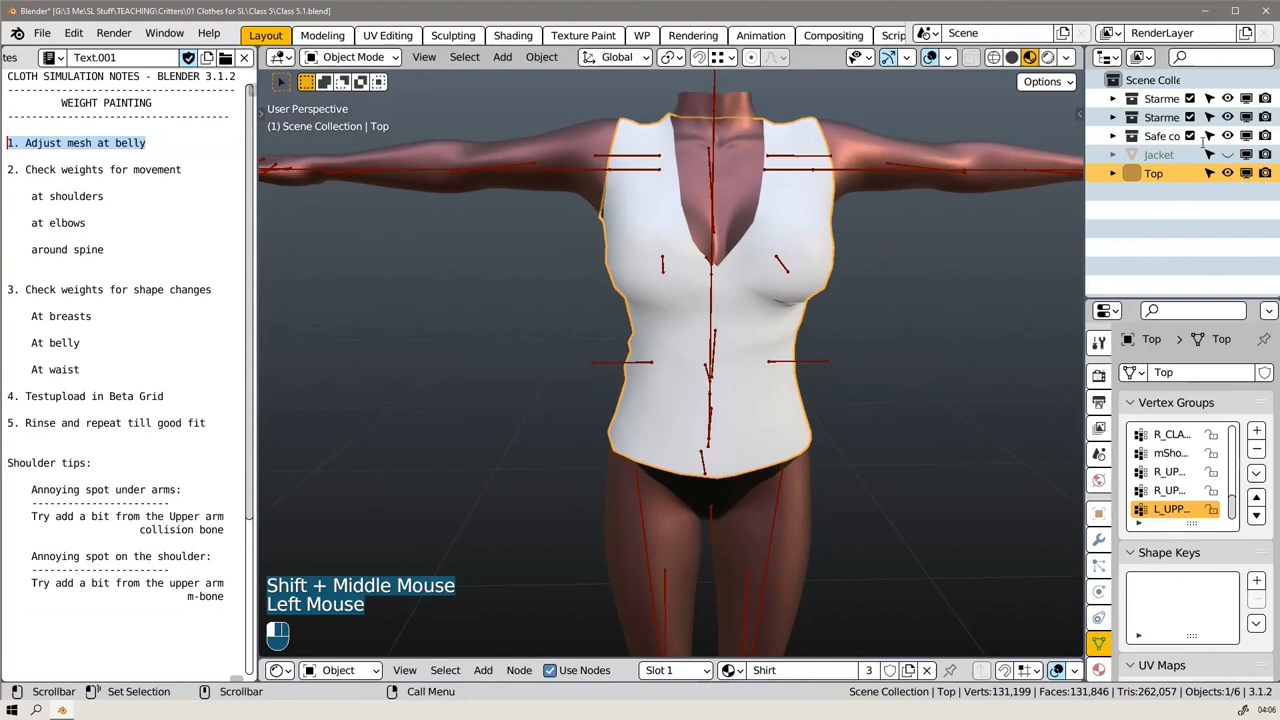 Blender* [G:\3 Me\SL Stuff\TEACHING\Critters\01 Clothes for SL\Class 5\Class 5.1.blend]
File Edit Render Window Help Layout Modeling UV Editing Sculpting Shading Texture Paint WP Rendering Animation Compositing Scrip Scene RenderLayer
tes Text.001 Object Mode View Select Add Object Global
CLOTH SIMULATION NOTES - BLENDER 3.1.2
WEIGHT PAINTING
1. Adjust mesh at belly
2. Check weights for movement
at shoulders
at elbows
around spine
3. Check weights for shape changes
At breasts
At belly
At waist
4. Testupload in Beta Grid
5. Rinse and repeat till good fit
Shoulder tips:
Annoying spot under arms:
Try add a bit from the Upper arm
collision bone
Annoying spot on the shoulder:
Try add a bit from the upper arm
m-bone
Options
User Perspective
(1) Scene Collection | Top
Shift + Middle Mouse
Left Mouse
Scene Colle
Starme
Starme
Safe co
Jacket
Top
Top Top
Top
Vertex Groups
R_CLA...
mSho...
R_UP...
R_UP...
L_UPP...
Shape Keys
UV Maps
Object View Select Add Node Use Nodes Slot 1 Shirt 3
Scrollbar Set Selection Scrollbar Call Menu Scene Collection | Top | Verts:131,199 | Faces:131,846 | Tris:262,057 | Objects:1/6 | 3.1.2
04:06